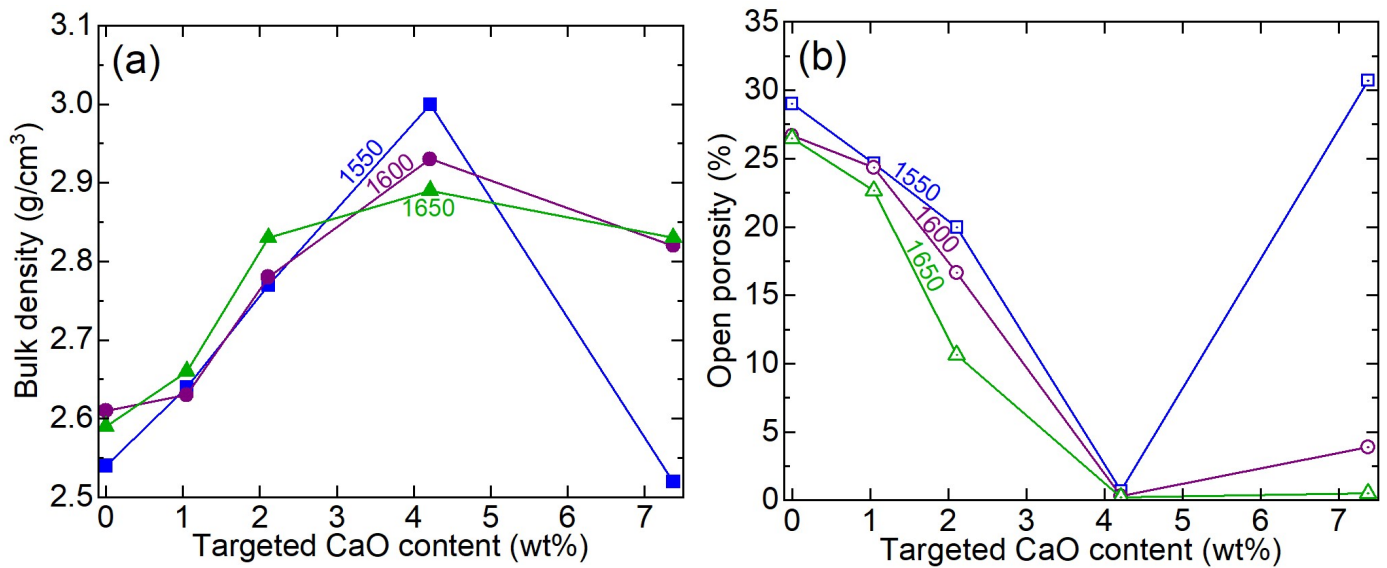 (a)
Bulk density (g/cm³)
3.1
3.0
2.9
2.8
2.7
2.6
2.5
1550
1600
1650
0 1 2 3 4 5 6 7
Targeted CaO content (wt%)
(b)
Open porosity (%)
35
30
25
20
15
10
5
0
1550
1600
1650
0 1 2 3 4 5 6 7
Targeted CaO content (wt%)